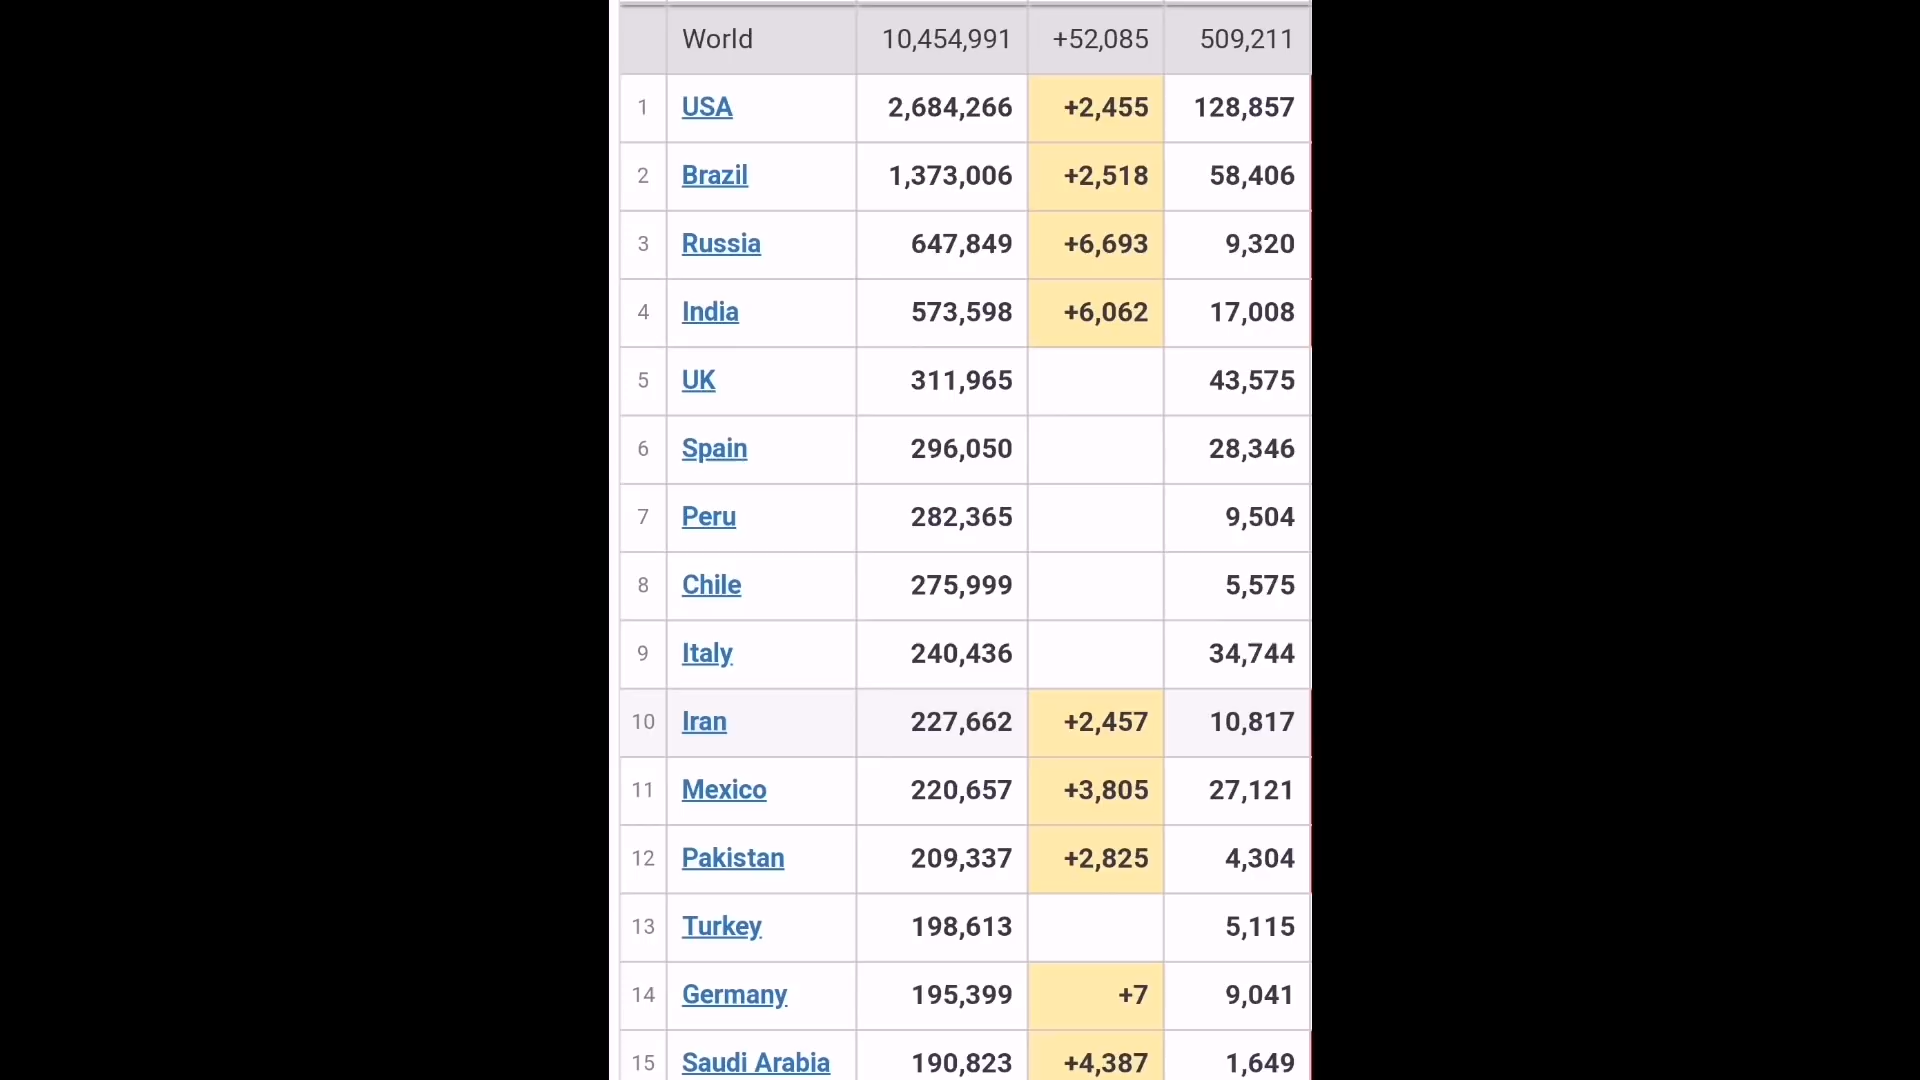 World 10,454,991 +52,085 509,211
1 USA 2,684,266 +2,455 128,857
2 Brazil 1,373,006 +2,518 58,406
3 Russia 647,849 +6,693 9,320
4 India 573,598 +6,062 17,008
5 UK 311,965 43,575
6 Spain 296,050 28,346
7 Peru 282,365 9,504
8 Chile 275,999 5,575
9 Italy 240,436 34,744
10 Iran 227,662 +2,457 10,817
11 Mexico 220,657 +3,805 27,121
12 Pakistan 209,337 +2,825 4,304
13 Turkey 198,613 5,115
14 Germany 195,399 +7 9,041
15 Saudi Arabia 190,823 +4,387 1,649